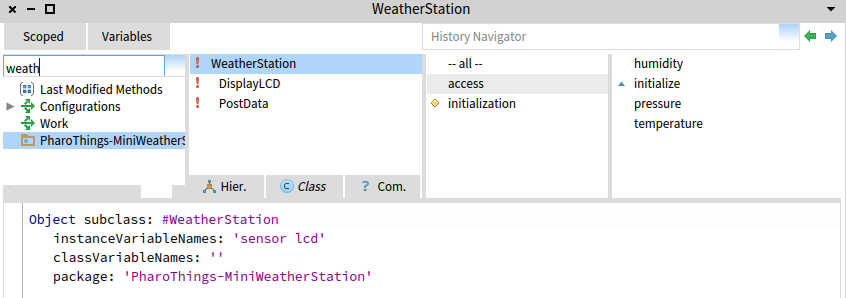 WeatherStation
Scoped
Variables
History Navigator
weath
Last Modified Methods
Configurations
Work
PharoThings-MiniWeatherS
WeatherStation
DisplayLCD
PostData
-- all --
access
initialization
humidity
initialize
pressure
temperature
Hier.
Class
? Com.
Object subclass: #WeatherStation
instanceVariableNames: 'sensor lcd'
classVariableNames: ''
package: 'PharoThings-MiniWeatherStation'